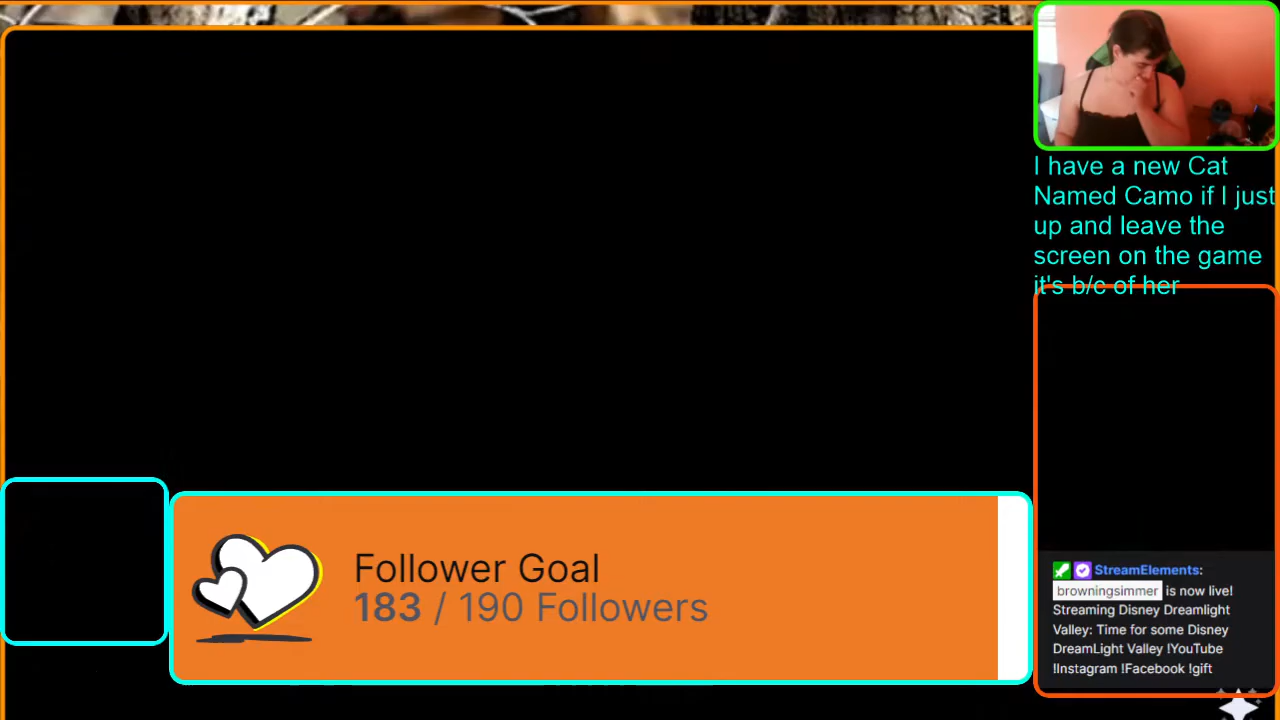 I have a new Cat
Named Camo if I just
up and leave the
screen on the game
it's b/c of her
Follower Goal
183 / 190 Followers
StreamElements:
browningsimmer is now live!
Streaming Disney Dreamlight
Valley: Time for some Disney
DreamLight Valley !YouTube
!Instagram !Facebook !gift